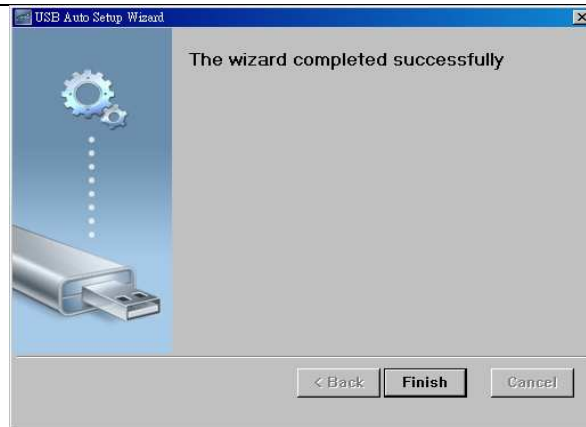 USB Auto Setup Wizard
The wizard completed successfully
< Back Finish Cancel